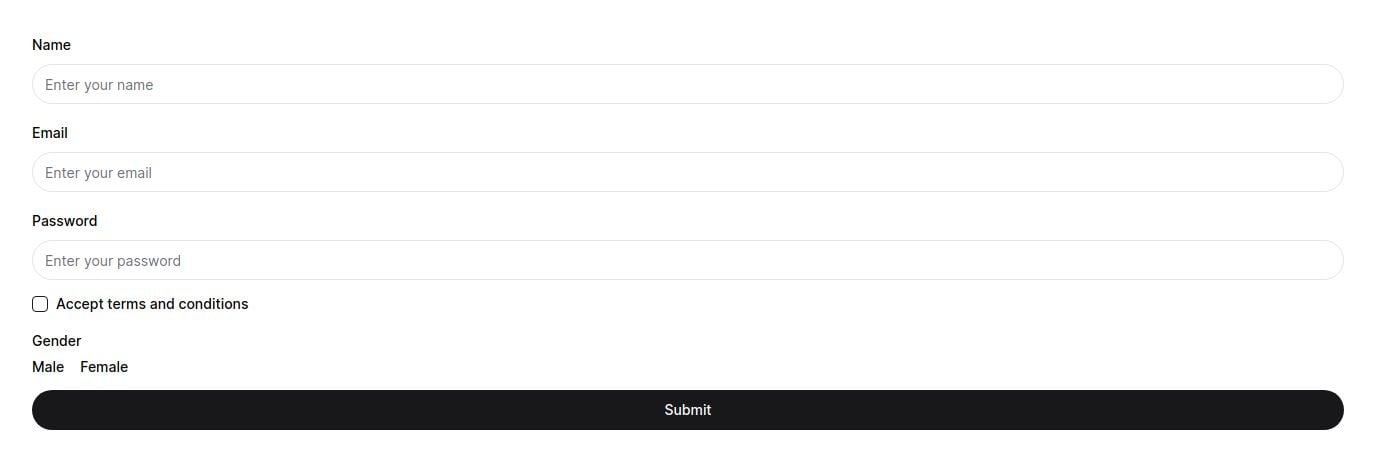 Name
Enter your name
Email
Enter your email
Password
Enter your password
Accept terms and conditions
Gender
Male Female
Submit